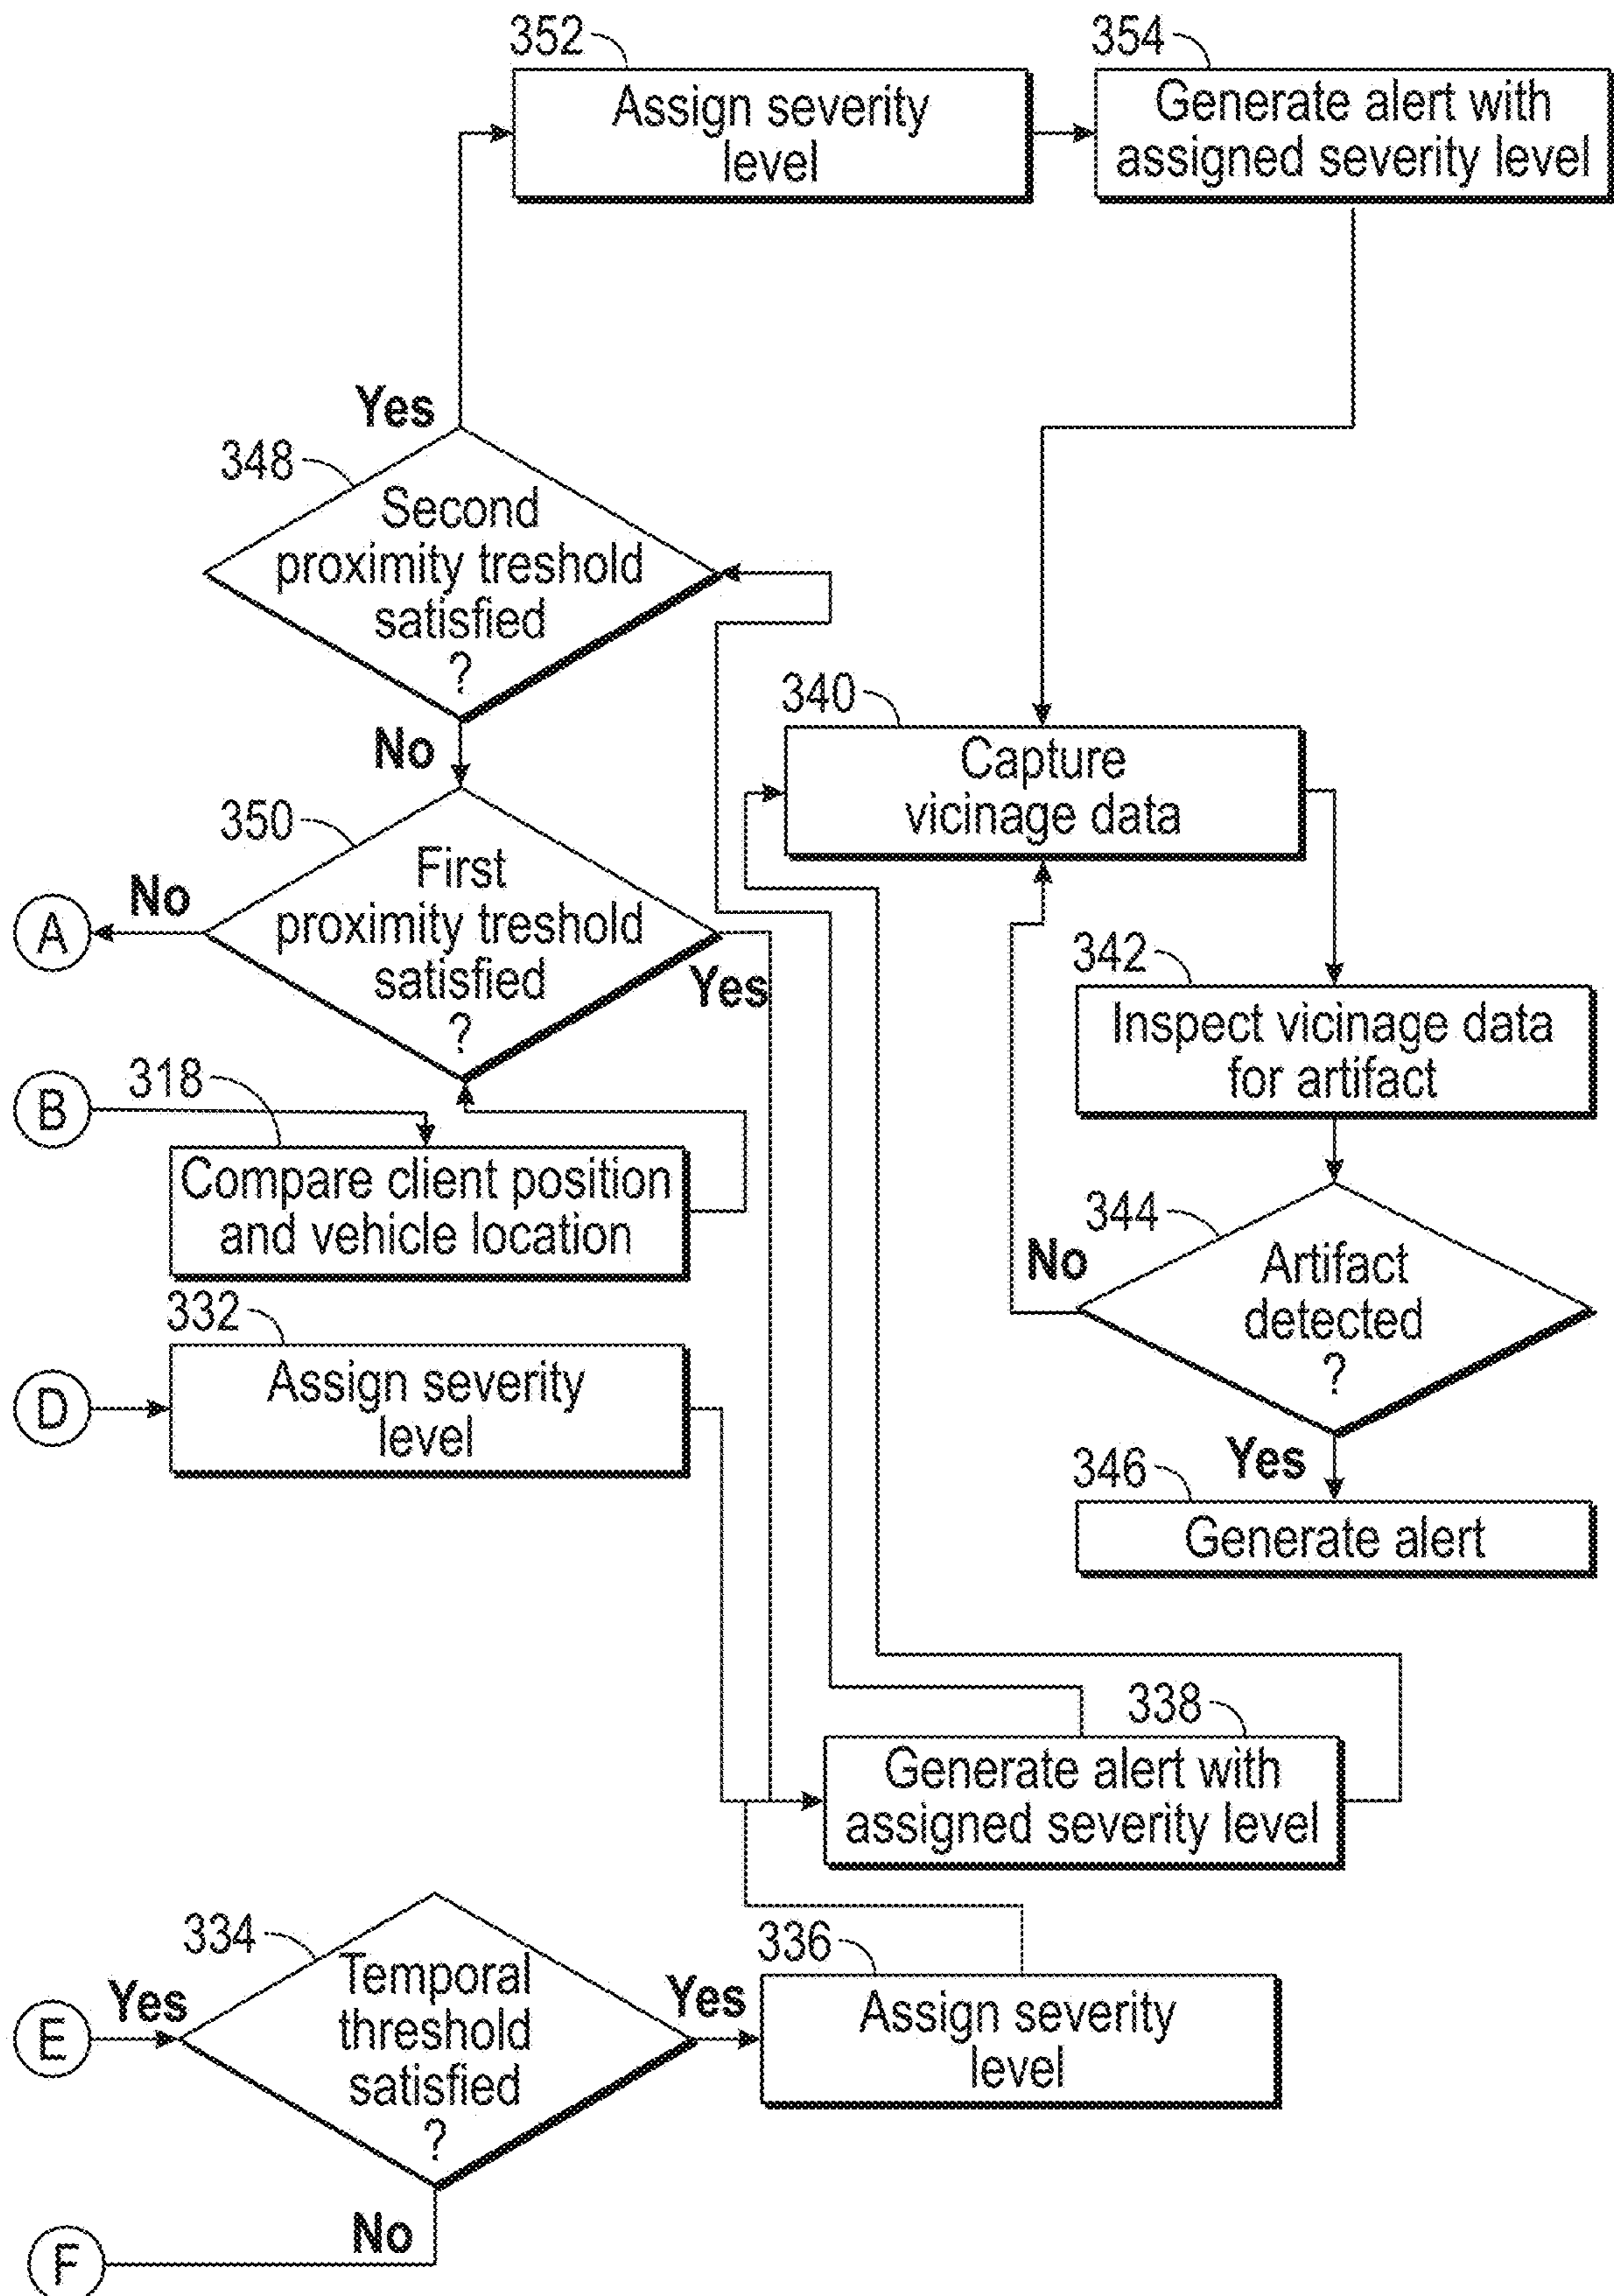 352
Assign severity
level
354
Generate alert with
assigned severity level
Yes
348
Second
proximity treshold
satisfied
?
No
350
First
proximity treshold
satisfied
?
No
A
Yes
340
Capture
vicinage data
342
Inspect vicinage data
for artifact
B
318
Compare client position
and vehicle location
344
No
Artifact
detected
?
332
D
Assign severity
level
Yes
346
Generate alert
338
Generate alert with
assigned severity level
334
E
Yes
Temporal
threshold
satisfied
?
Yes
336
Assign severity
level
No
F